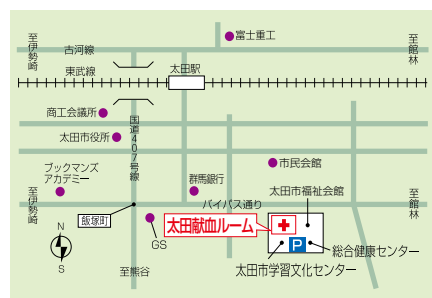 富士重工
至伊勢崎
古河線
至館林
東武線
太田駅
商工会議所
国道407号線
太田市役所
市民会館
ブックマンズ
アカデミー
群馬銀行
太田市福祉会館
至伊勢崎
バイパス通り
至館林
飯塚町
太田献血ルーム
N
S
GS
P
総合健康センター
至熊谷
太田市学習文化センター